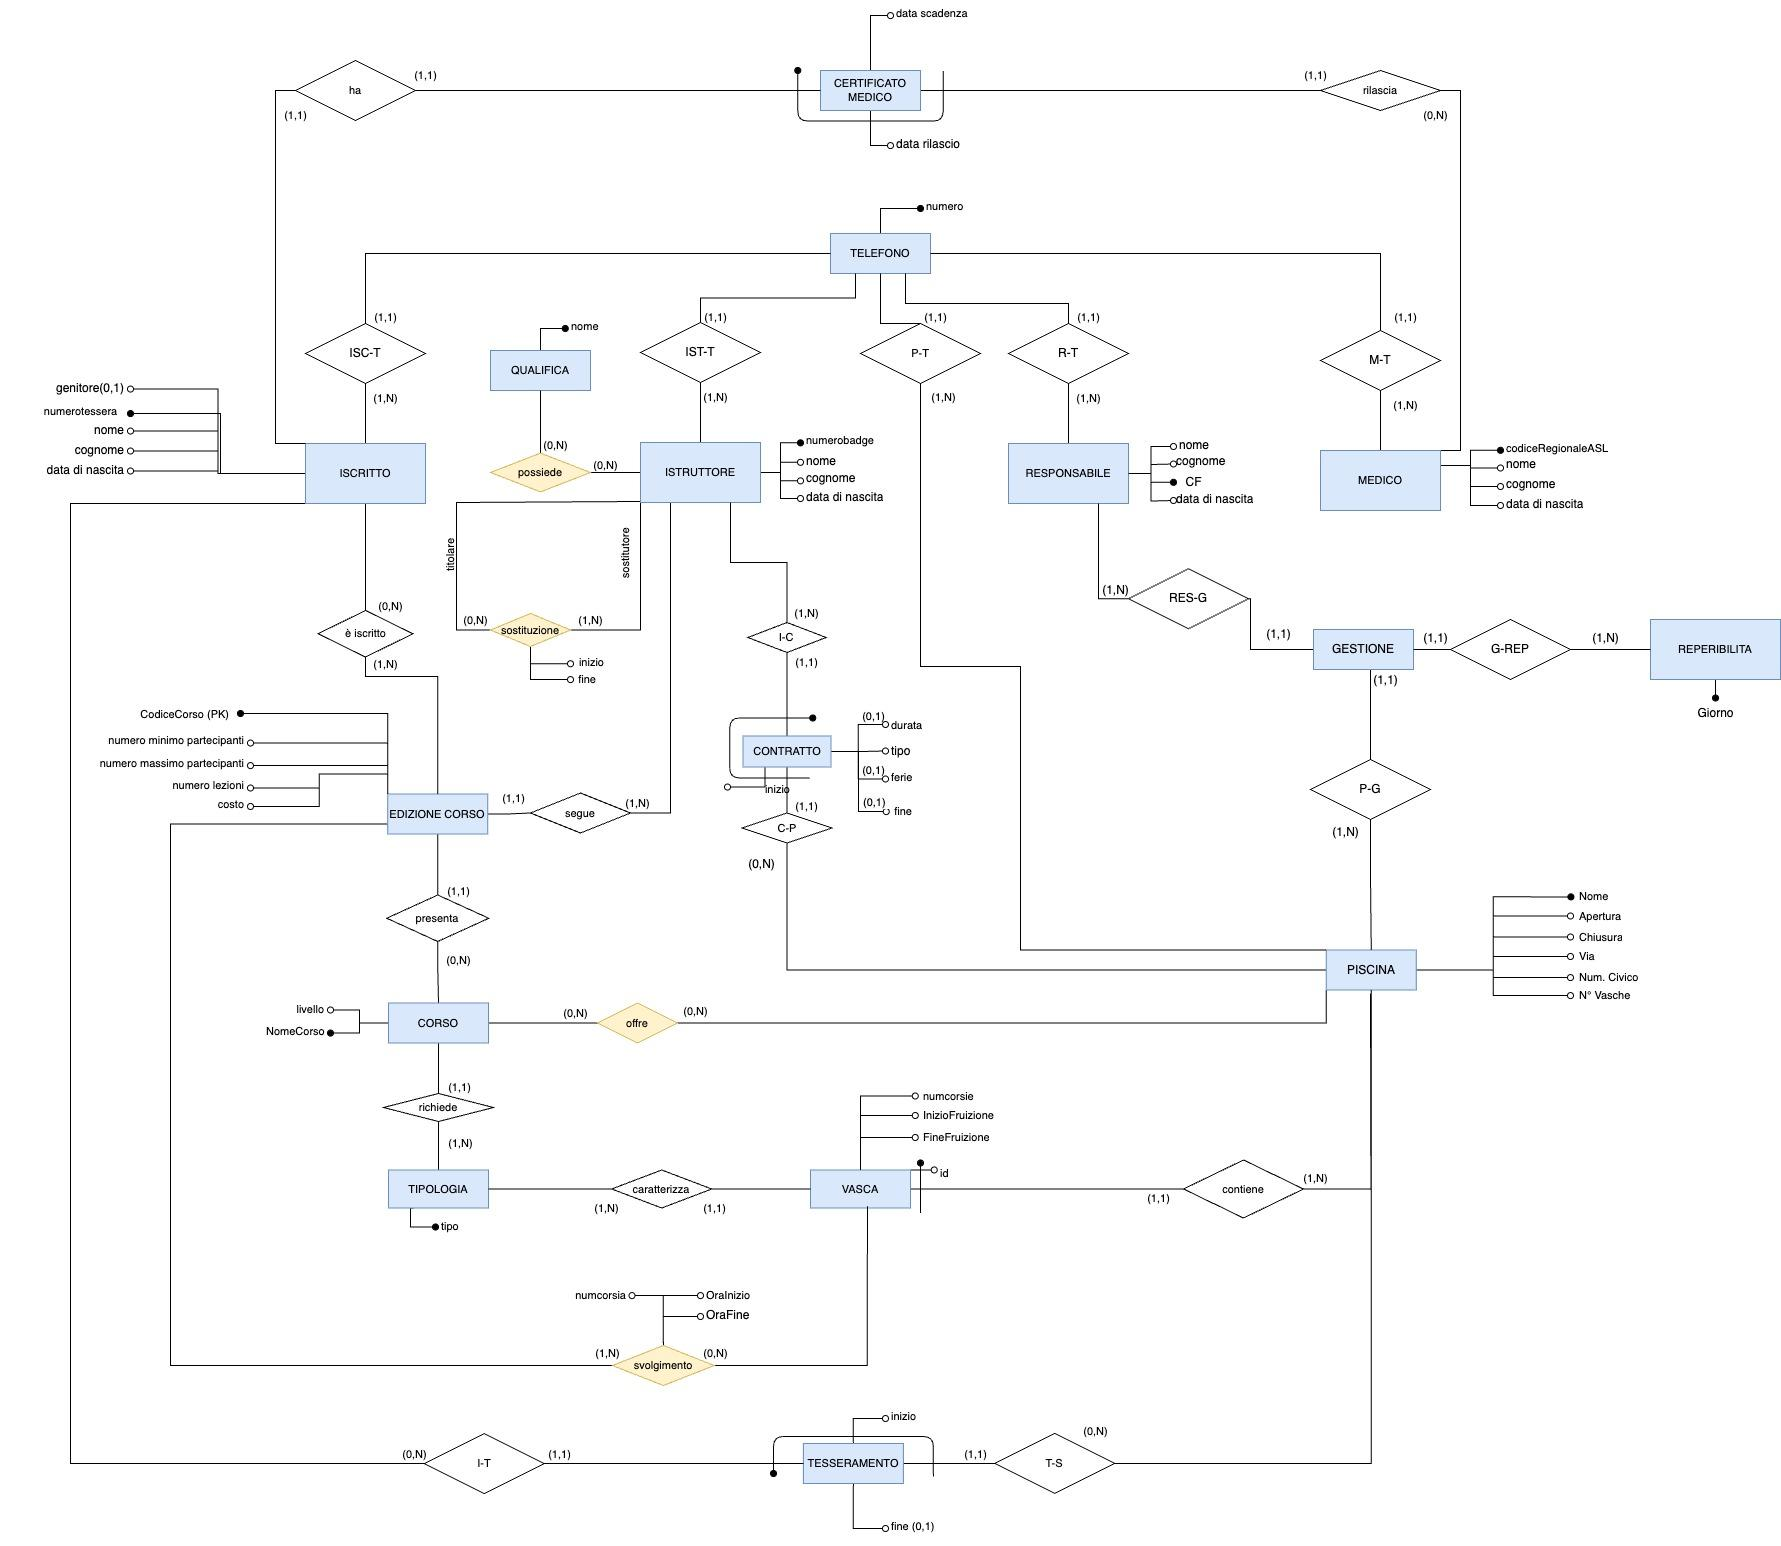 data scadenza
(1,1)
CERTIFICATO
MEDICO
(1,1)
ha
rilascia
(1,1)
(0,N)
data rilascio
numero
TELEFONO
(1,1)
(1,1)
(1,1)
(1,1)
(1,1)
nome
ISC-T
IST-T
P-T
R-T
M-T
QUALIFICA
genitore(0,1)
(1,N)
(1,N)
(1,N)
(1,N)
(1,N)
numerotessera
nome
cognome
data di nascita
ISCRITTO
(0,N)
possiede
(0,N)
ISTRUTTORE
numerobadge
nome
cognome
data di nascita
RESPONSABILE
nome
cognome
CF
data di nascita
MEDICO
codiceRegionaleASL
nome
cognome
data di nascita
titolare
sostitutore
(0,N)
è iscritto
(1,N)
(0,N)
sostituzione
(1,N)
inizio
fine
(1,N)
I-C
(1,1)
(1,N)
RES-G
(1,1)
GESTIONE
(1,1)
G-REP
(1,N)
REPERIBILITA
(1,1)
Giorno
CodiceCorso (PK)
numero minimo partecipanti
numero massimo partecipanti
numero lezioni
costo
(0,1)
durata
CONTRATTO
tipo
(0,1)
ferie
inizio
(0,1)
fine
(1,1)
C-P
(0,N)
P-G
(1,N)
EDIZIONE CORSO
(1,1)
segue
(1,N)
(1,1)
presenta
(0,N)
Nome
Apertura
Chiusura
Via
Num. Civico
N° Vasche
PISCINA
livello
NomeCorso
CORSO
(0,N)
offre
(0,N)
(1,1)
richiede
(1,N)
numcorsie
InizioFruizione
FineFruizione
id
TIPOLOGIA
caratterizza
VASCA
contiene
(1,N)
(1,N)
(1,1)
(1,1)
tipo
numcorsia
OraInizio
OraFine
(1,N)
svolgimento
(0,N)
inizio
(0,N)
(0,N)
I-T
(1,1)
TESSERAMENTO
(1,1)
T-S
fine (0,1)